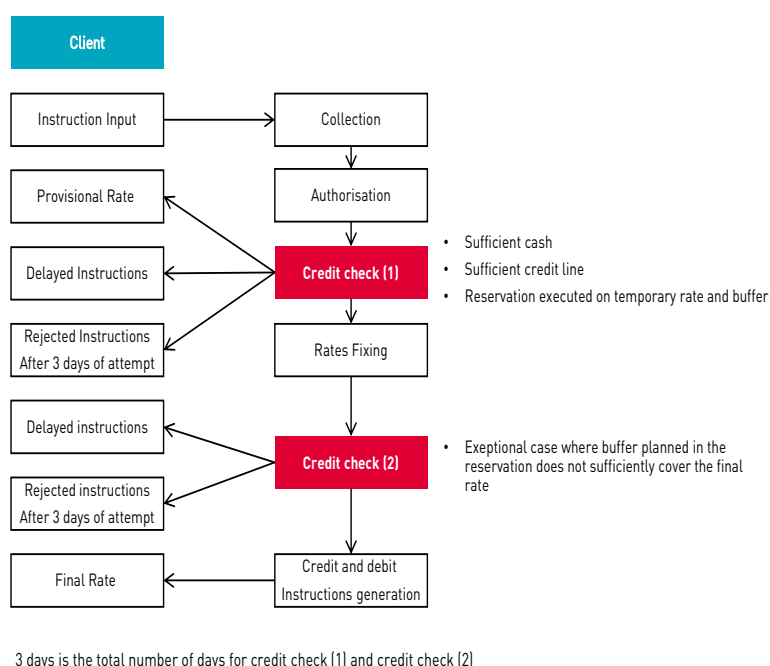 Client
Instruction Input
Collection
Provisional Rate
Authorisation
Delayed Instructions
Credit check (1)
• Sufficient cash
• Sufficient credit line
• Reservation executed on temporary rate and buffer
Rejected Instructions
After 3 days of attempt
Rates Fixing
Delayed instructions
Credit check (2)
• Exeptional case where buffer planned in the
reservation does not sufficiently cover the final
rate
Rejected instructions
After 3 days of attempt
Final Rate
Credit and debit
Instructions generation
3 days is the total number of days for credit check (1) and credit check (2)